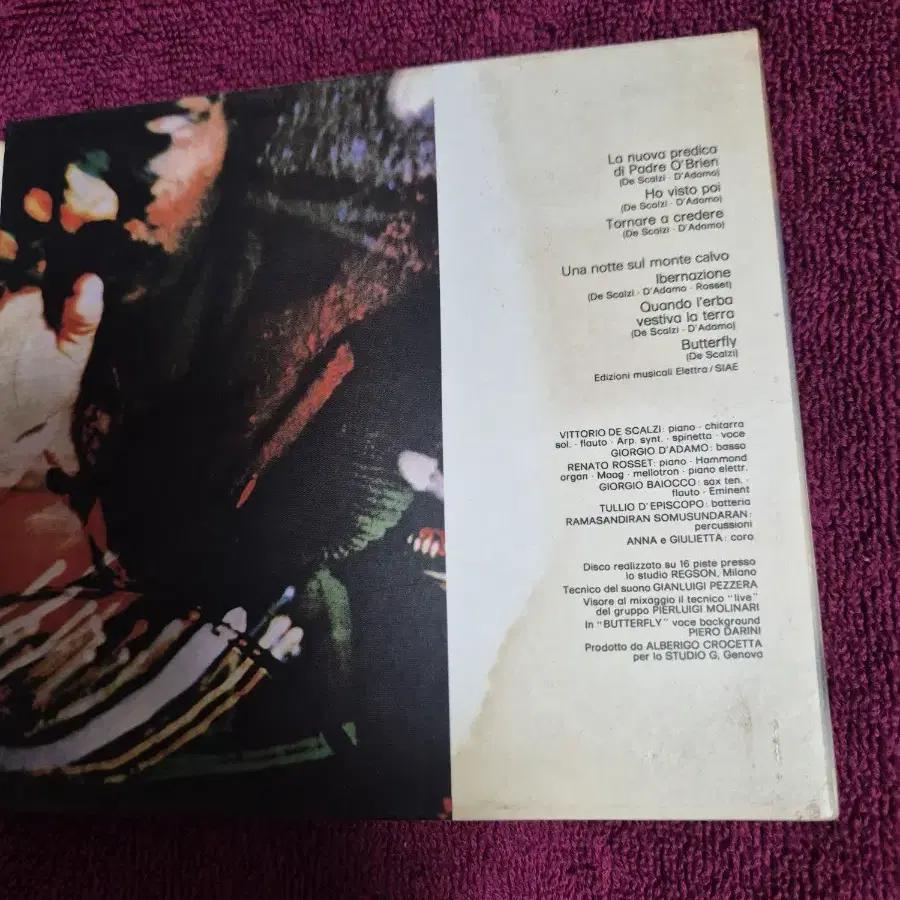 La nuova predica
di Padre O'Brien
(De Scalzi · D'Adamo)
Ho visto poi
(De Scalzi · D'Adamo)
Tornare a credere
(De Scalzi · D'Adamo)
Una notte sul monte calvo
Ibernazione
(De Scalzi · D'Adamo · Rosset)
Quando l'erba
vestiva la terra
(De Scalzi · D'Adamo)
Butterfly
(De Scalzi)
Edizioni musicali Elettra/SIAE
VITTORIO DE SCALZI: piano · chitarra
sol. · flauto · Arp. synt. · spinetta · voce
GIORGIO D'ADAMO: basso
RENATO ROSSET: piano · Hammond
organ · Moog · mellotron · piano elettr.
GIORGIO BAIOCCO: sax ten. ·
flauto · Eminent
TULLIO D'EPISCOPO: batteria
RAMASANDIRAN SOMUSUNDARAN:
percussioni
ANNA e GIULIETTA: coro
Disco realizzato su 16 piste presso
lo studio REGSON, Milano
Tecnico del suono GIANLUIGI PEZZERA
Visore al mixaggio il tecnico "live"
del gruppo PIERLUIGI MOLINARI
In "BUTTERFLY" voce background
PIERO DARINI
Prodotto da ALBERIGO CROCETTA
per lo STUDIO G, Genova